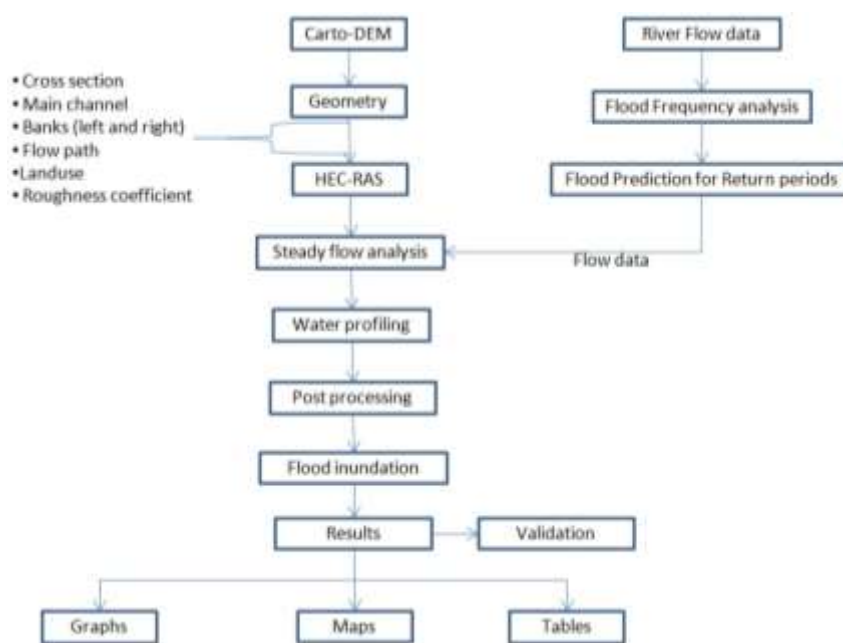 Carto-DEM
River Flow data
• Cross section
• Main channel
• Banks (left and right)
• Flow path
•Landuse
• Roughness coefficient
Geometry
Flood Frequency analysis
HEC-RAS
Flood Prediction for Return periods
Steady flow analysis
Flow data
Water profiling
Post processing
Flood inundation
Results
Validation
Graphs
Maps
Tables